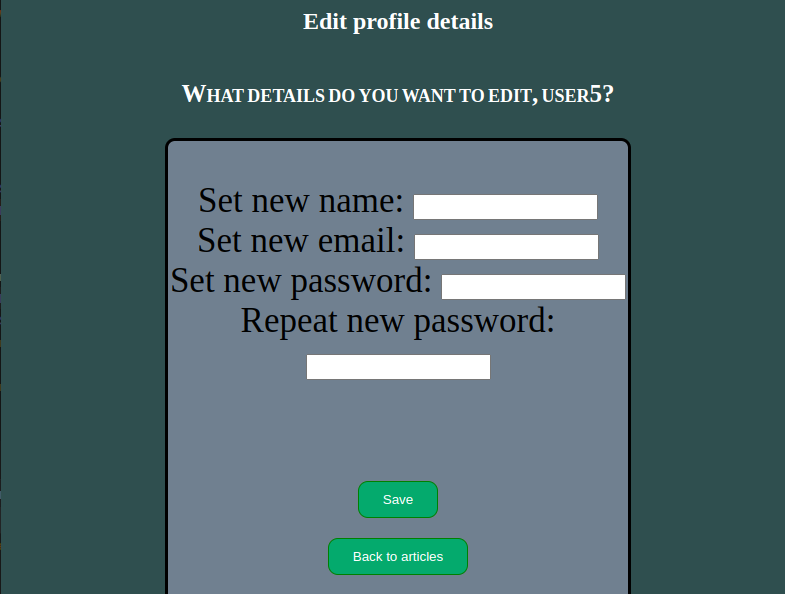 Edit profile details
What details do you want to edit, user5?
Set new name:
Set new email:
Set new password:
Repeat new password:
Save
Back to articles